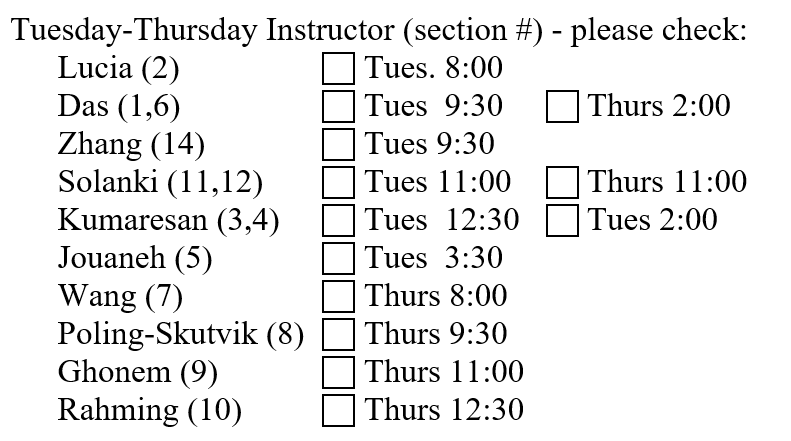 Tuesday-Thursday Instructor (section #) - please check:
Lucia (2) ☐ Tues. 8:00
Das (1,6) ☐ Tues 9:30 ☐ Thurs 2:00
Zhang (14) ☐ Tues 9:30
Solanki (11,12) ☐ Tues 11:00 ☐ Thurs 11:00
Kumaresan (3,4) ☐ Tues 12:30 ☐ Tues 2:00
Jouaneh (5) ☐ Tues 3:30
Wang (7) ☐ Thurs 8:00
Poling-Skutvik (8) ☐ Thurs 9:30
Ghonem (9) ☐ Thurs 11:00
Rahming (10) ☐ Thurs 12:30